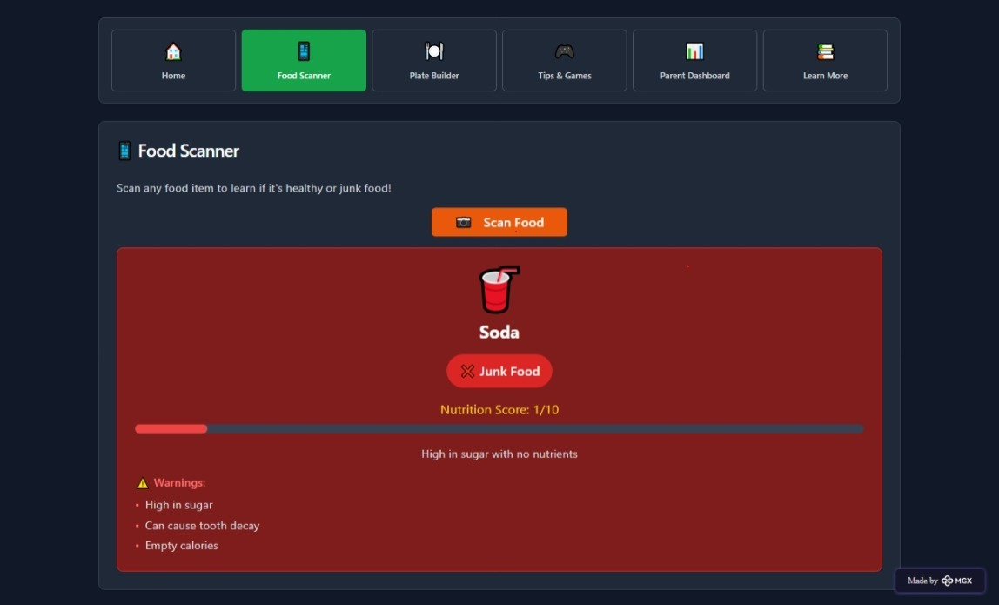 Home
Food Scanner
Plate Builder
Tips & Games
Parent Dashboard
Learn More
Food Scanner
Scan any food item to learn if it's healthy or junk food!
Scan Food
Soda
Junk Food
Nutrition Score: 1/10
High in sugar with no nutrients
Warnings:
• High in sugar
• Can cause tooth decay
• Empty calories
Made by MGX